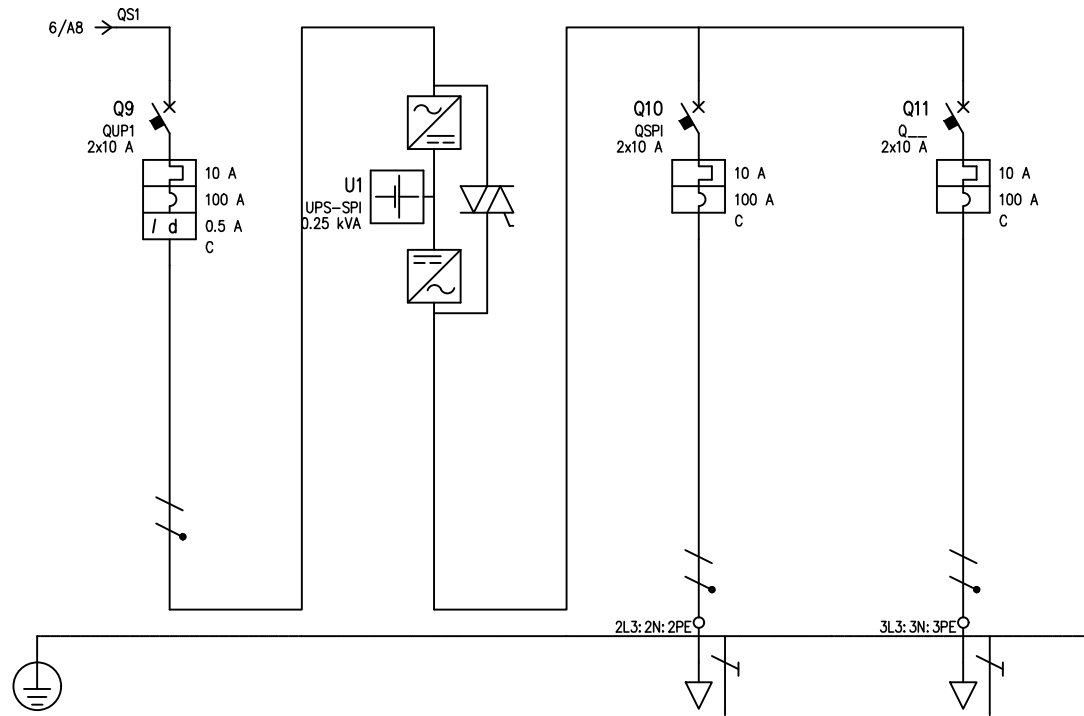 QS1
6/A8
Q9
QUP1
2x10 A
10 A
100 A
I d
0.5 A
C
U1
UPS-SPI
0.25 kVA
Q10
QSPI
2x10 A
10 A
100 A
C
Q11
Q__
2x10 A
10 A
100 A
C
2L3:2N:2PE
3L3:3N:3PE